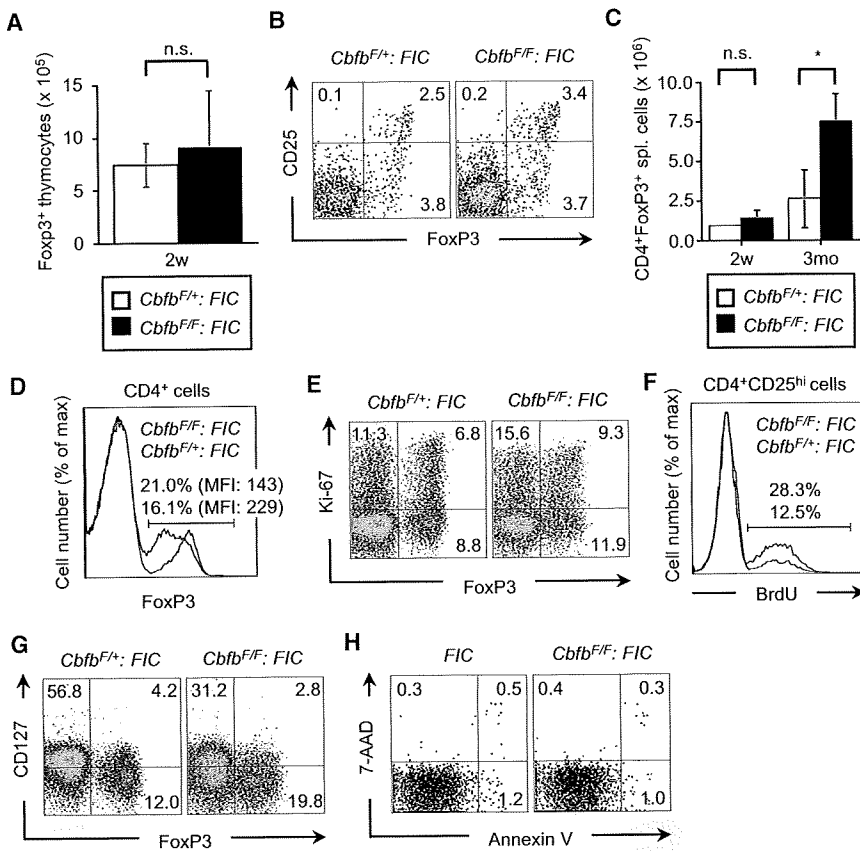 A
n.s.
Foxp3+ thymocytes (x 10^5)
15
10
5
0
2w
Cbfb^F/+: FIC
Cbfb^F/F: FIC
B
Cbfb^F/+: FIC
Cbfb^F/F: FIC
0.1
2.5
3.8
0.2
3.4
3.7
CD25
FoxP3
C
n.s.
*
CD4+FoxP3+ spl. cells (x 10^6)
10.0
7.5
5.0
2.5
0.0
2w
3mo
Cbfb^F/+: FIC
Cbfb^F/F: FIC
D
CD4+ cells
Cell number (% of max)
Cbfb^F/F: FIC
Cbfb^F/+: FIC
21.0% (MFI: 143)
16.1% (MFI: 229)
FoxP3
E
Cbfb^F/+: FIC
Cbfb^F/F: FIC
11.3
6.8
8.8
15.6
9.3
11.9
Ki-67
FoxP3
F
CD4+CD25hi cells
Cell number (% of max)
Cbfb^F/F: FIC
Cbfb^F/+: FIC
28.3%
12.5%
BrdU
G
Cbfb^F/+: FIC
Cbfb^F/F: FIC
56.8
4.2
12.0
31.2
2.8
19.8
CD127
FoxP3
H
FIC
Cbfb^F/F: FIC
0.3
0.5
1.2
0.4
0.3
1.0
7-AAD
Annexin V